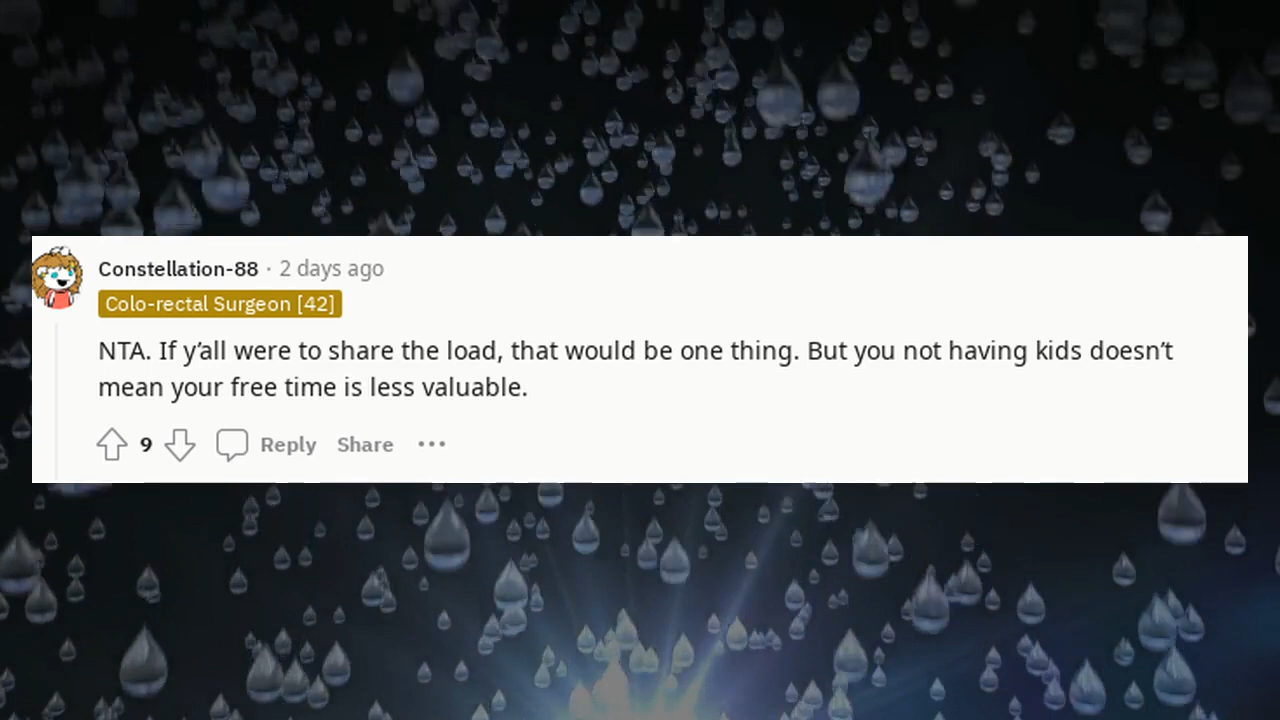 Constellation-88 · 2 days ago
Colo-rectal Surgeon [42]
NTA. If y’all were to share the load, that would be one thing. But you not having kids doesn’t
mean your free time is less valuable.
9 Reply Share ···